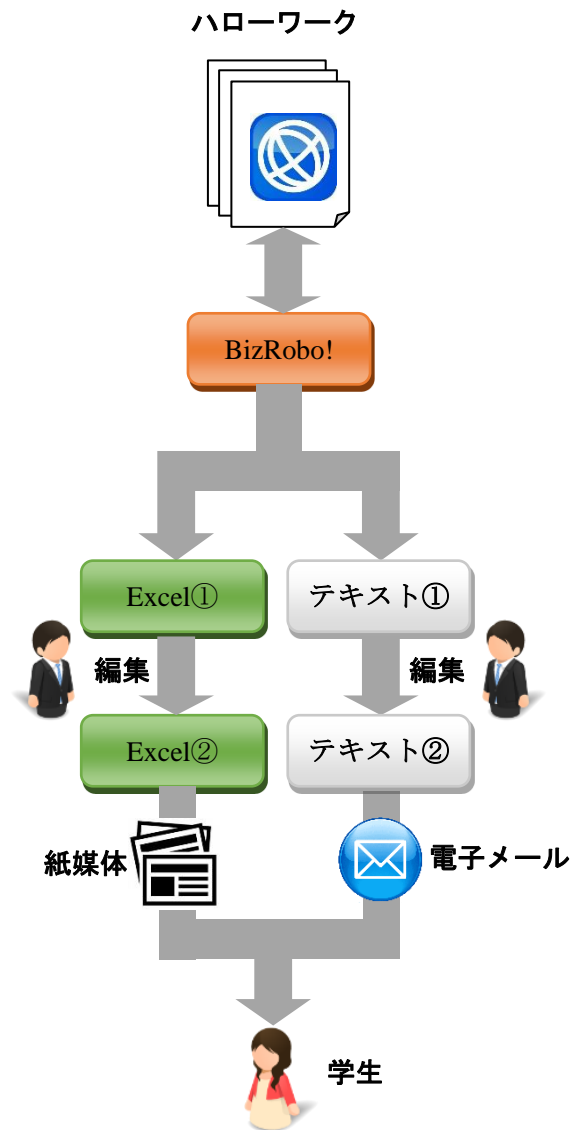 ハローワーク
BizRobo!
Excel①
テキスト①
編集
編集
Excel②
テキスト②
紙媒体
電子メール
学生